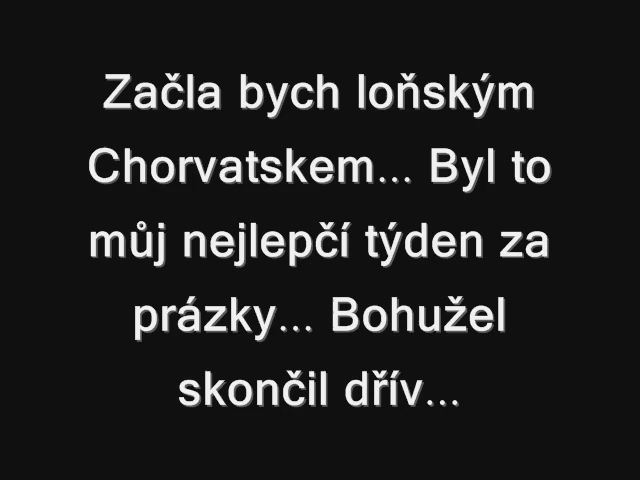 Začla bych loňským
Chorvatskem... Byl to
můj nejlepčí týden za
prázky... Bohužel
skončil dřív...